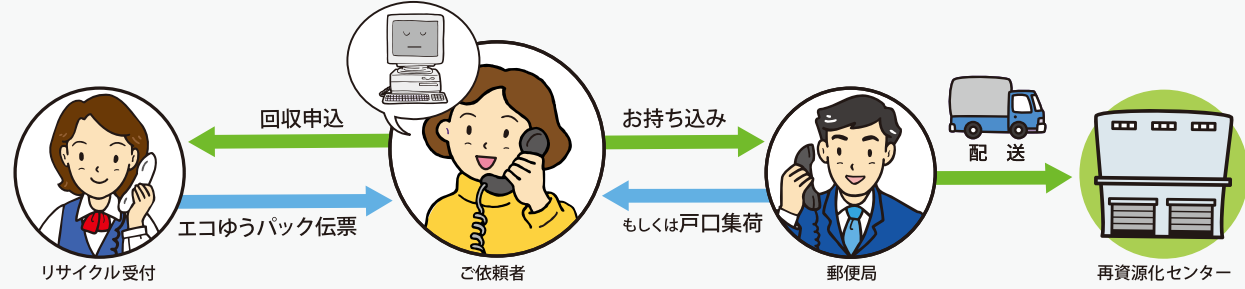 回収申込
エコゆうパック伝票
リサイクル受付
ご依頼者
お持ち込み
もしくは戸口集荷
郵便局
配 送
再資源化センター